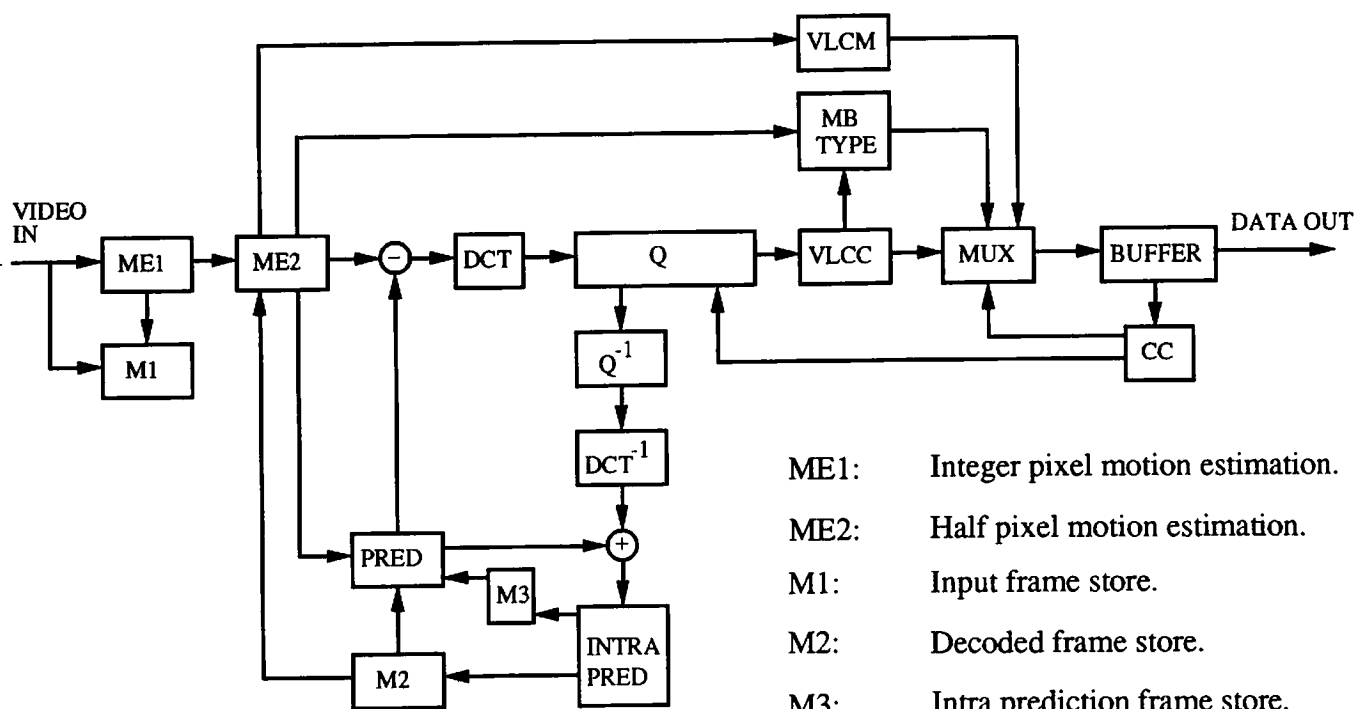 VLCM
MB
TYPE
VIDEO
IN
DATA OUT
ME1
ME2
−
DCT
Q
VLCC
MUX
BUFFER
M1
Q-1
CC
DCT-1
ME1: Integer pixel motion estimation.
ME2: Half pixel motion estimation.
PRED
+
M3
M1: Input frame store.
INTRA
PRED
M2
M2: Decoded frame store.
M3: Intra prediction frame store.